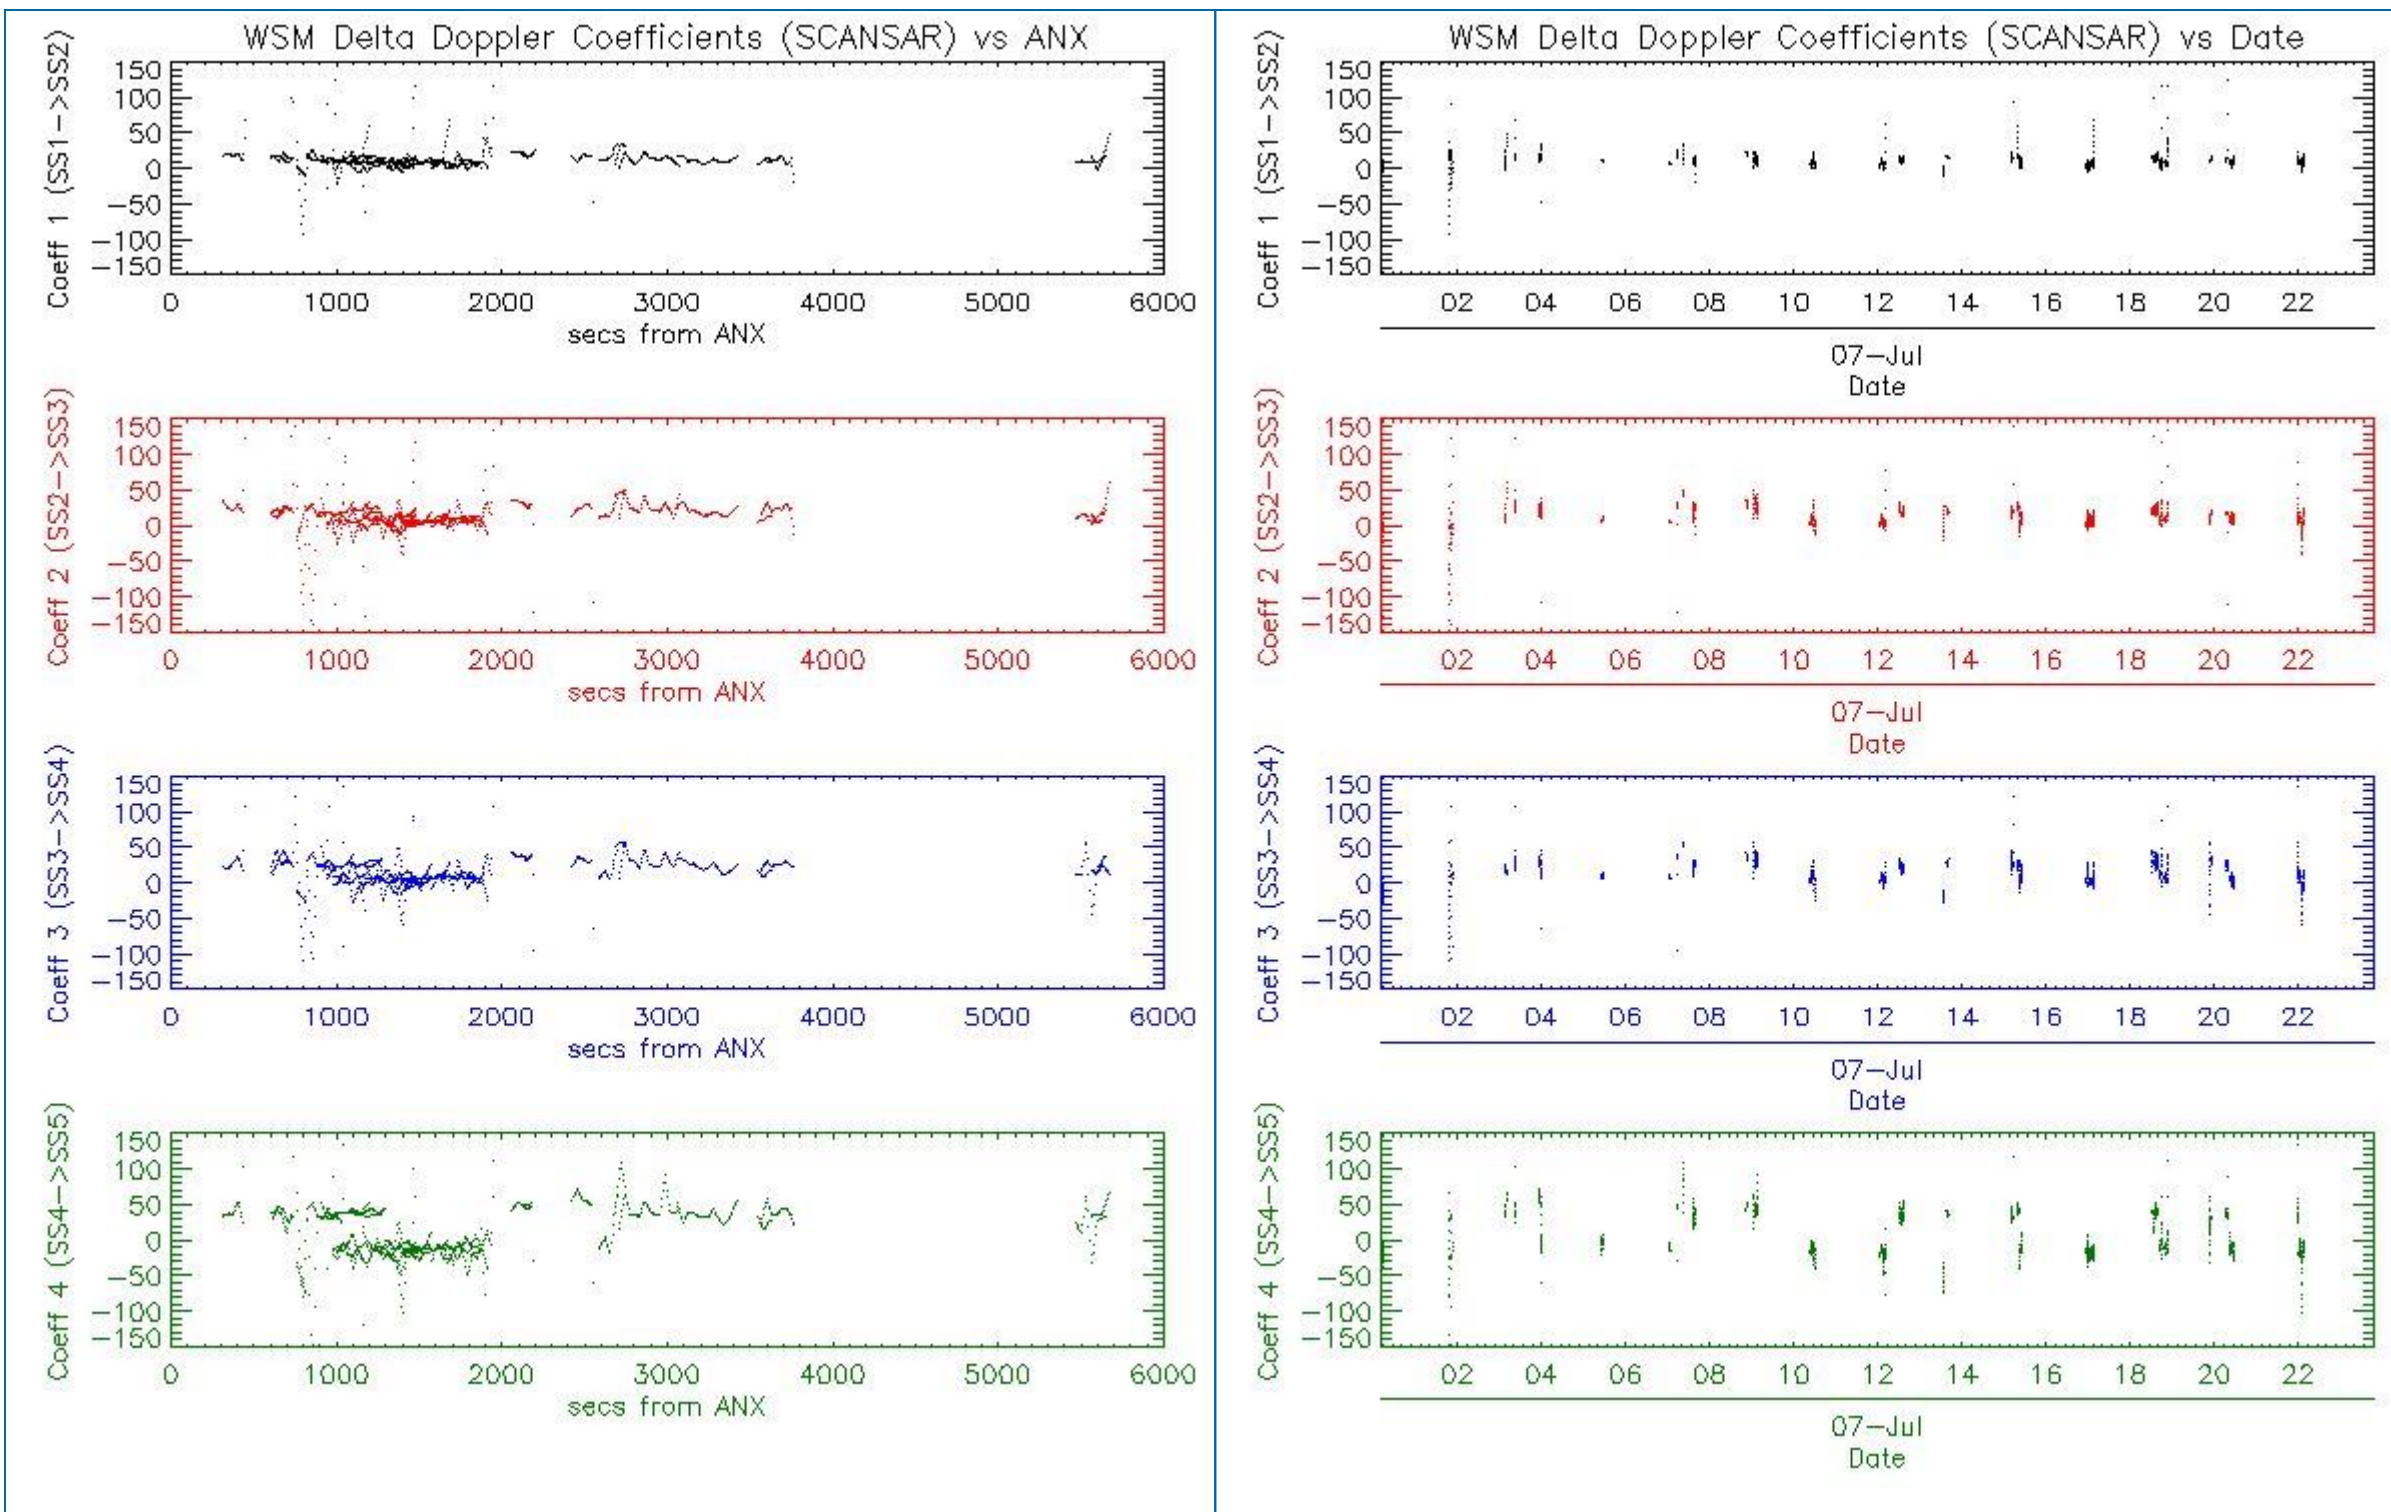 WSM Delta Doppler Coefficients (SCANSAR) vs ANX
Coeff 1 (SS1->SS2)
150
100
50
0
-50
-100
-150
0 1000 2000 3000 4000 5000 6000
secs from ANX
Coeff 2 (SS2->SS3)
150
100
50
0
-50
-100
-150
0 1000 2000 3000 4000 5000 6000
secs from ANX
Coeff 3 (SS3->SS4)
150
100
50
0
-50
-100
-150
0 1000 2000 3000 4000 5000 6000
secs from ANX
Coeff 4 (SS4->SS5)
150
100
50
0
-50
-100
-150
0 1000 2000 3000 4000 5000 6000
secs from ANX
WSM Delta Doppler Coefficients (SCANSAR) vs Date
Coeff 1 (SS1->SS2)
150
100
50
0
-50
-100
-150
02 04 06 08 10 12 14 16 18 20 22
07-Jul
Date
Coeff 2 (SS2->SS3)
150
100
50
0
-50
-100
-150
02 04 06 08 10 12 14 16 18 20 22
07-Jul
Date
Coeff 3 (SS3->SS4)
150
100
50
0
-50
-100
-150
02 04 06 08 10 12 14 16 18 20 22
07-Jul
Date
Coeff 4 (SS4->SS5)
150
100
50
0
-50
-100
-150
02 04 06 08 10 12 14 16 18 20 22
07-Jul
Date